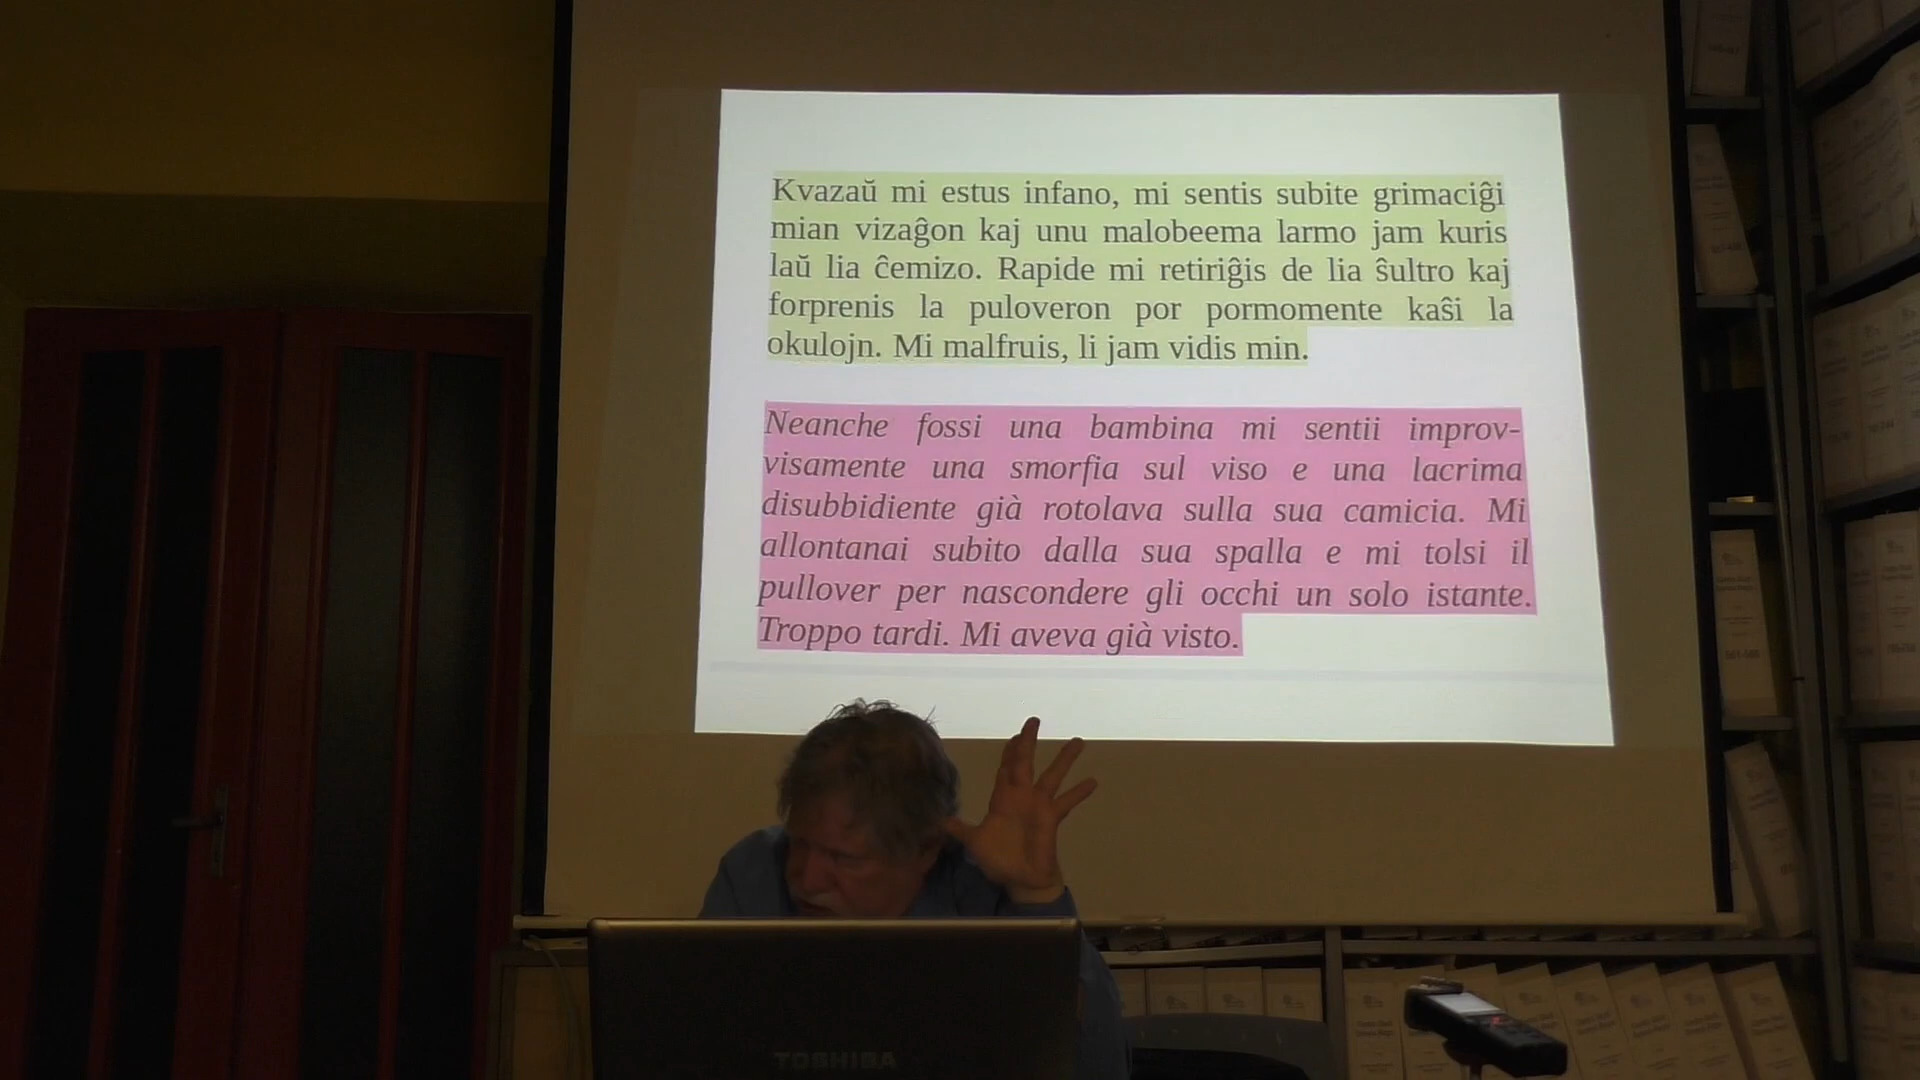 Kvazaŭ mi estus infano, mi sentis subite grimaciĝi
mian vizaĝon kaj unu malobeema larmo jam kuris
laŭ lia ĉemizo. Rapide mi retiriĝis de lia ŝultro kaj
forprenis la puloveron por pormomente kaŝi la
okulojn. Mi malfruis, li jam vidis min.
Neanche fossi una bambina mi sentii improv-
visamente una smorfia sul viso e una lacrima
disubbidiente già rotolava sulla sua camicia. Mi
allontanai subito dalla sua spalla e mi tolsi il
pullover per nascondere gli occhi un solo istante.
Troppo tardi. Mi aveva già visto.
TOSHIBA